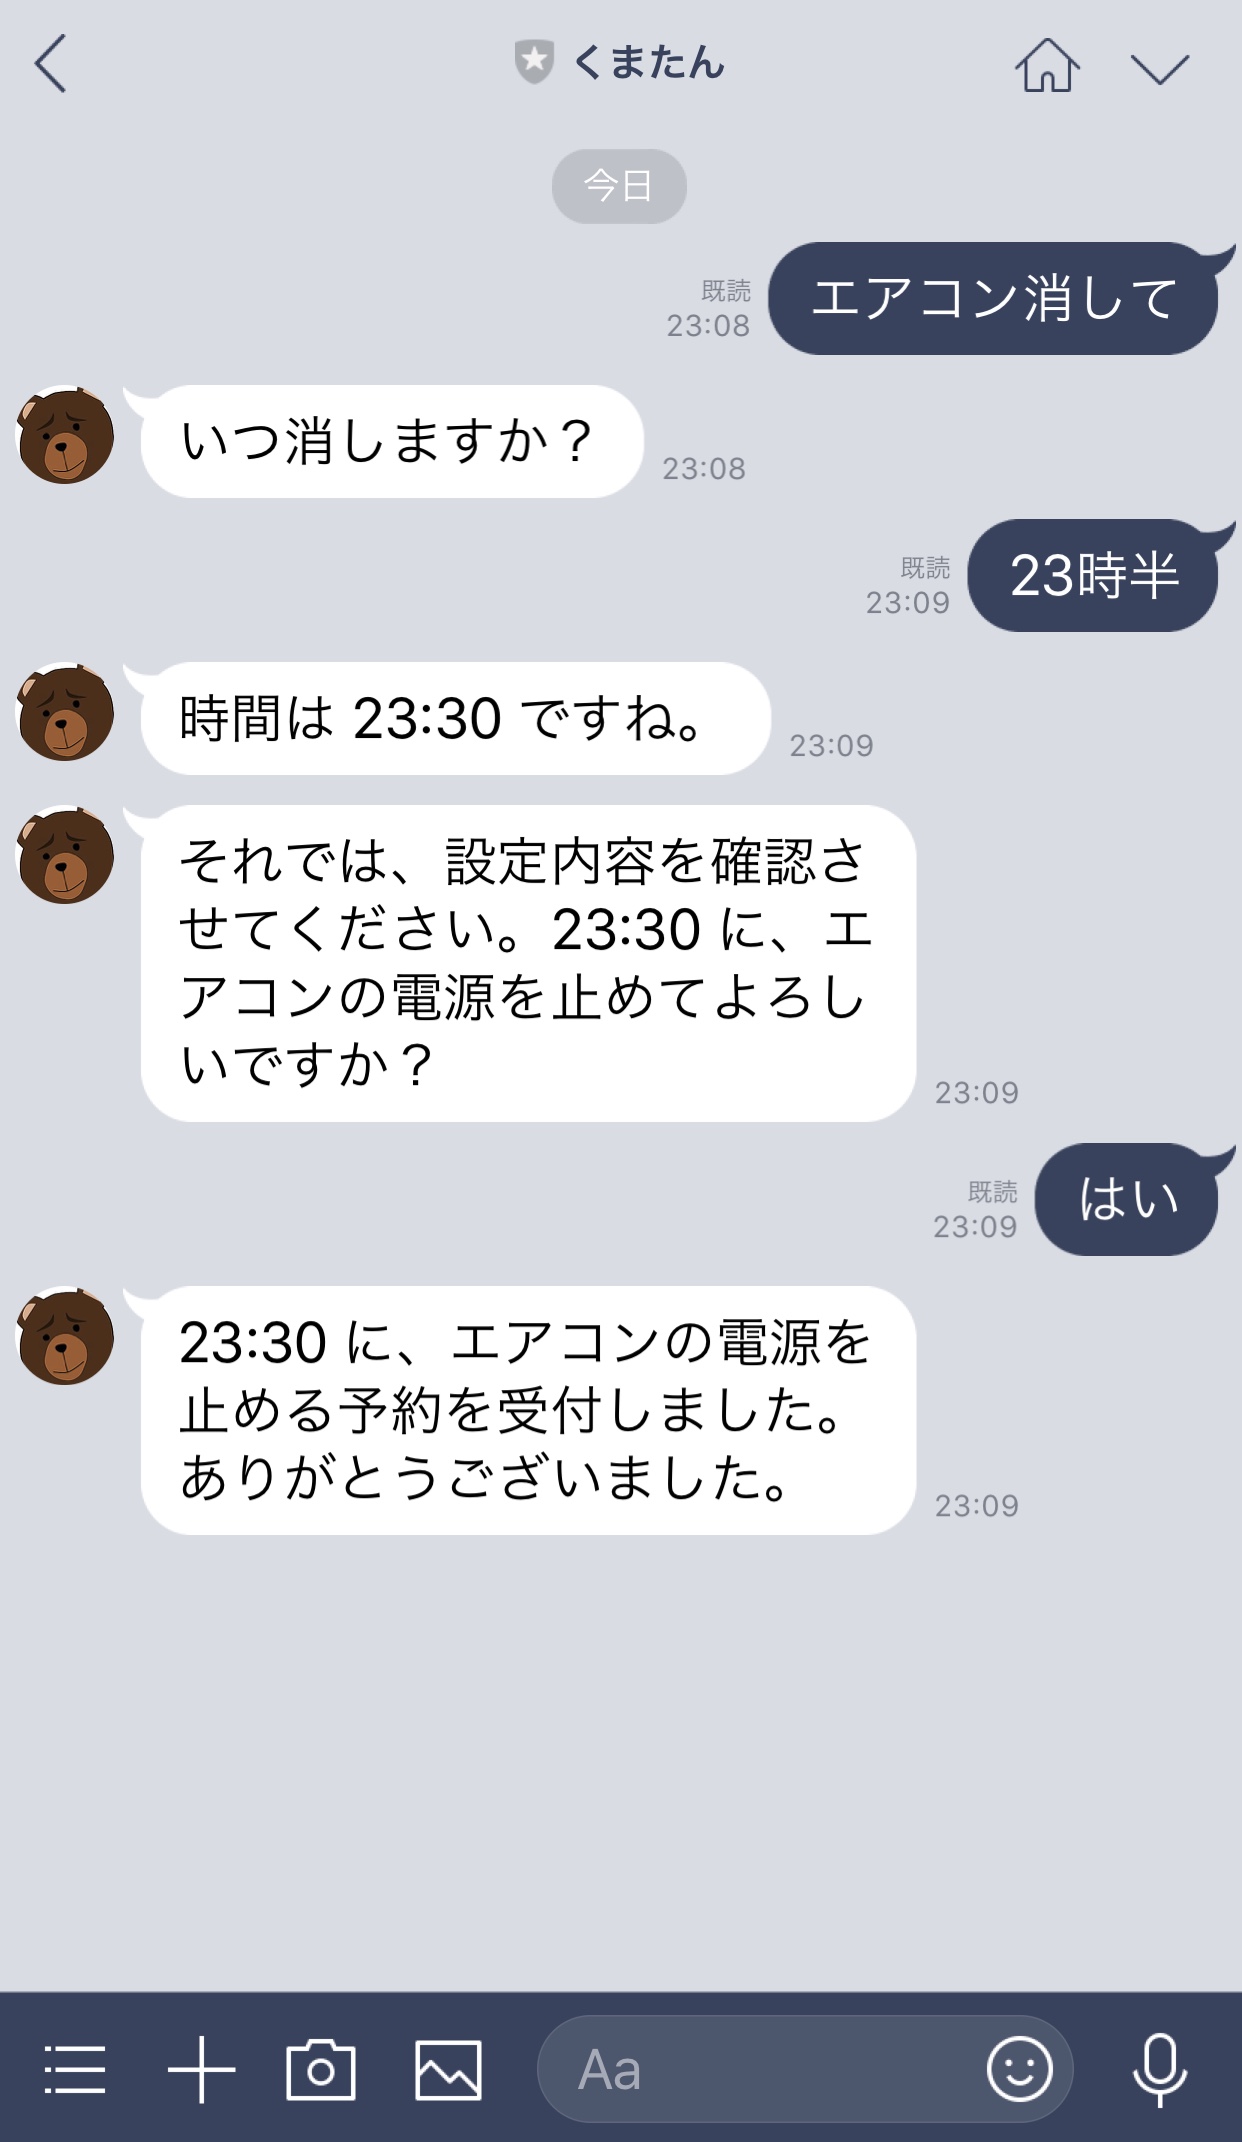 くまたん
今日
エアコン消して
既読
23:08
いつ消しますか？
23:08
23時半
既読
23:09
時間は 23:30 ですね。
23:09
それでは、設定内容を確認さ
せてください。23:30 に、エ
アコンの電源を止めてよろし
いですか？
23:09
はい
既読
23:09
23:30 に、エアコンの電源を
止める予約を受付しました。
ありがとうございました。
23:09
Aa